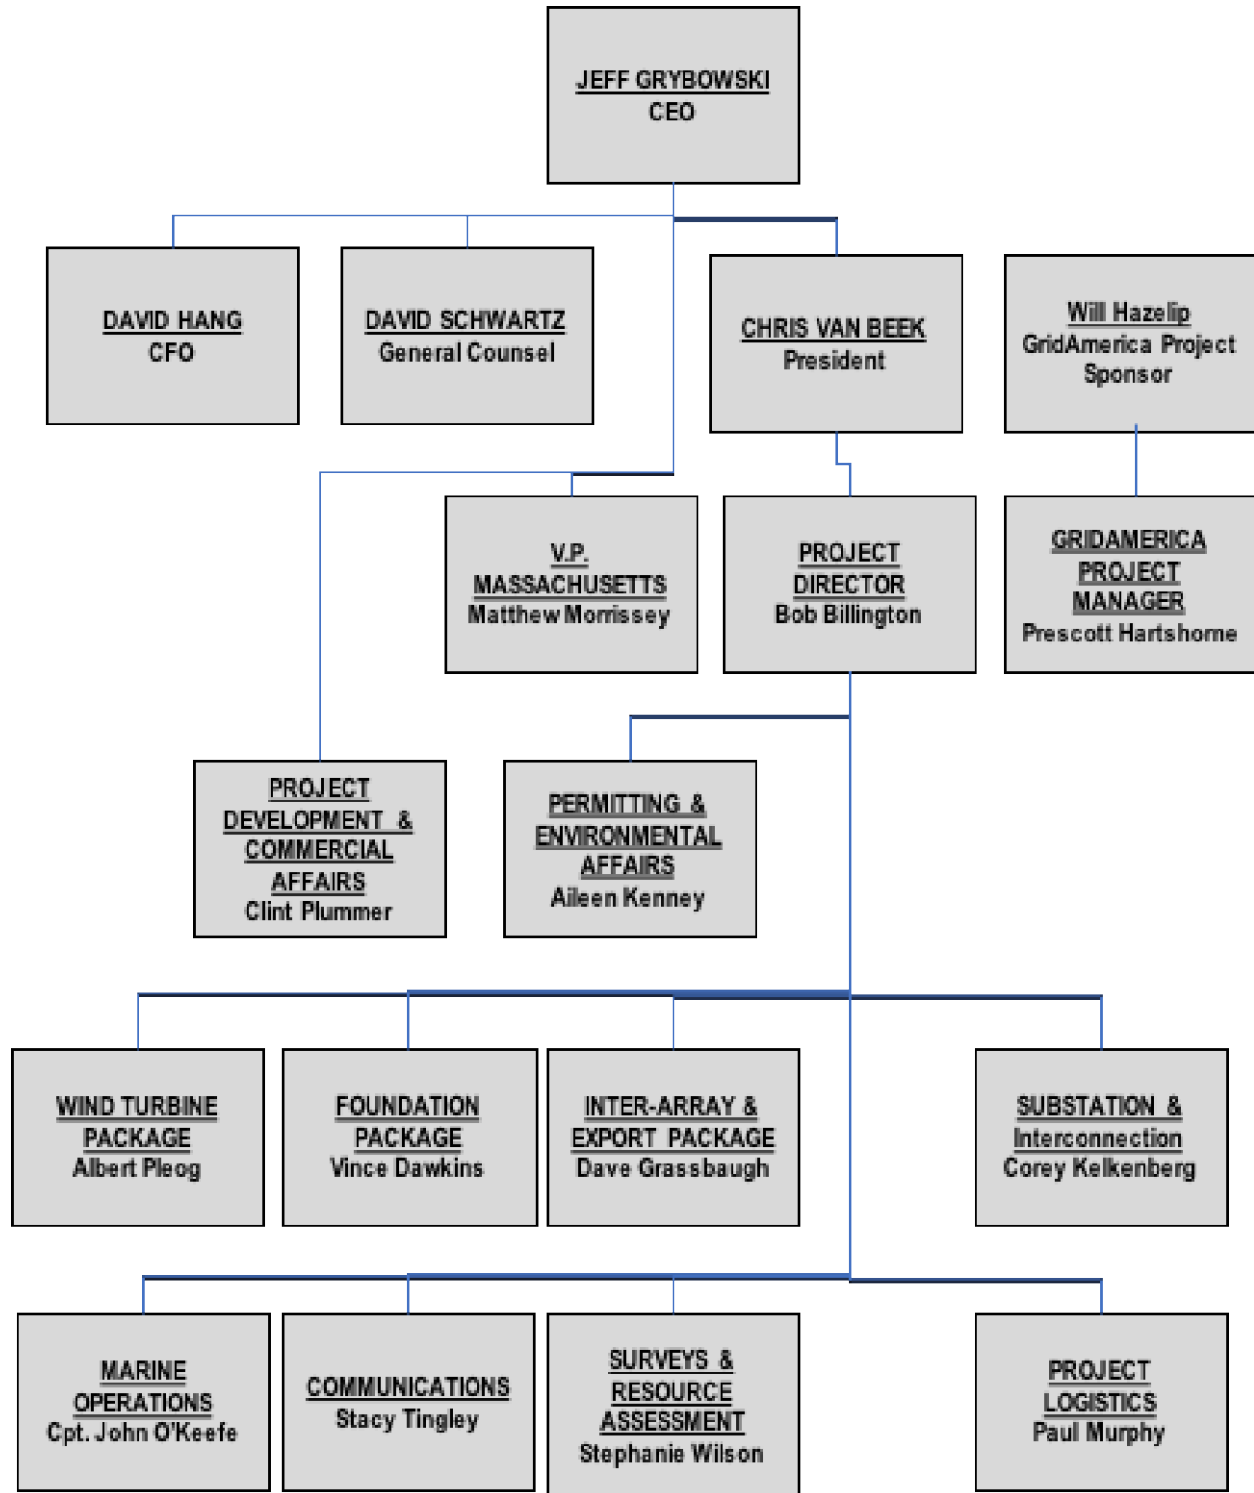 JEFF GRYBOWSKI
CEO
DAVID HANG
CFO
DAVID SCHWARTZ
General Counsel
CHRIS VAN BEEK
President
Will Hazelip
GridAmerica Project
Sponsor
V.P.
MASSACHUSETTS
Matthew Morrissey
PROJECT
DIRECTOR
Bob Billington
GRIDAMERICA
PROJECT
MANAGER
Prescott Hartshorne
PROJECT
DEVELOPMENT &
COMMERCIAL
AFFAIRS
Clint Plummer
PERMITTING &
ENVIRONMENTAL
AFFAIRS
Aileen Kenney
WIND TURBINE
PACKAGE
Albert Pleog
FOUNDATION
PACKAGE
Vince Dawkins
INTER-ARRAY &
EXPORT PACKAGE
Dave Grassbaugh
SUBSTATION &
Interconnection
Corey Kelkenberg
MARINE
OPERATIONS
Cpt. John O'Keefe
COMMUNICATIONS
Stacy Tingley
SURVEYS &
RESOURCE
ASSESSMENT
Stephanie Wilson
PROJECT
LOGISTICS
Paul Murphy